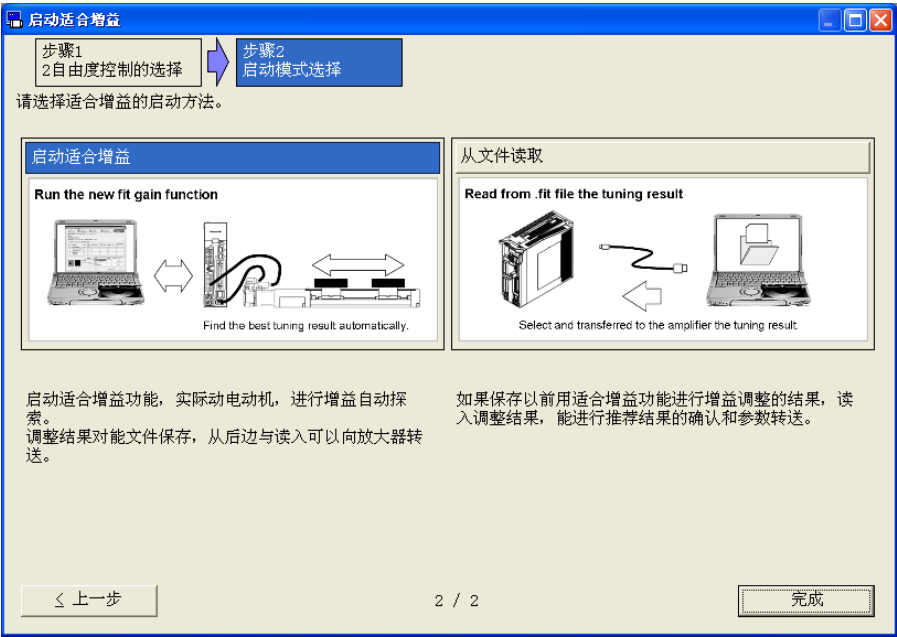 启动适合增益
步骤1
2自由度控制的选择
步骤2
启动模式选择
请选择适合增益的启动方法。
启动适合增益
Run the new fit gain function
Find the best tuning result automatically.
启动适合增益功能，实际动电动机，进行增益自动探
索。
调整结果对能文件保存，从后边与读入可以向放大器转
送。
从文件读取
Read from .fit file the tuning result
Select and transferred to the amplifier the tuning result.
如果保存以前用适合增益功能进行增益调整的结果，读
入调整结果，能进行推荐结果的确认和参数转送。
< 上一步
2 / 2
完成